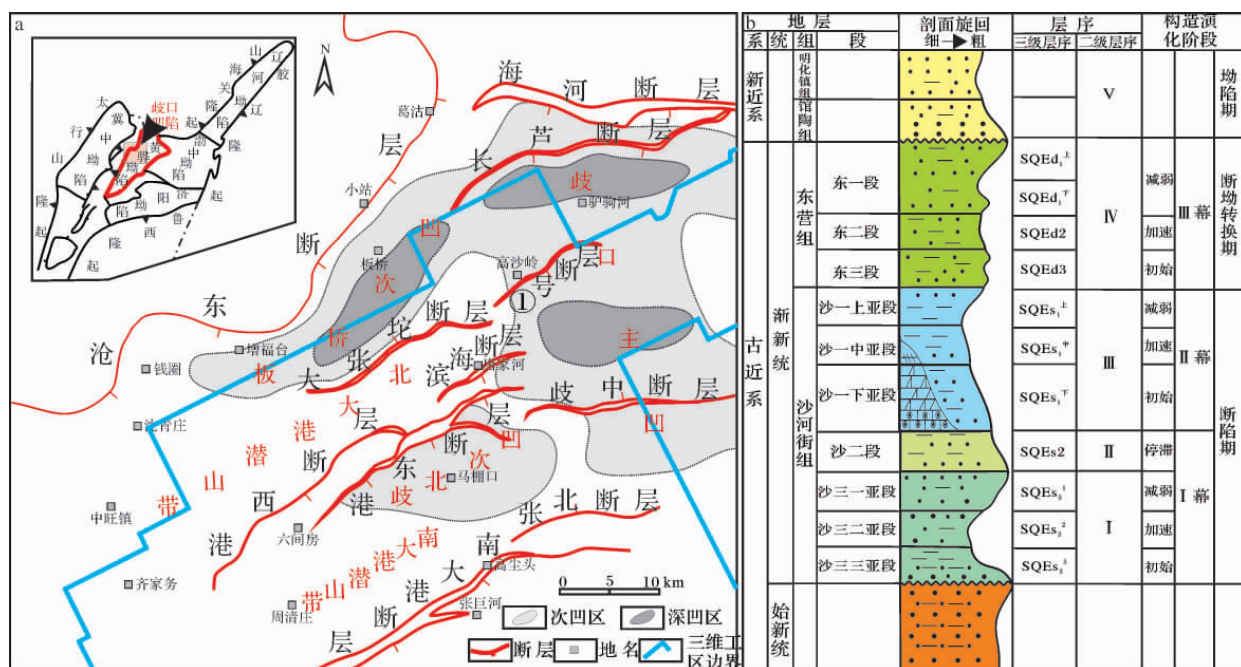 a
N
太
行
山
隆
起
冀
中
坳
陷
歧口
凹陷
黄
骅
坳
陷
山
海
关
隆
起
辽
河
坳
陷
胶
辽
隆
起
渤
中
坳
陷
济
阳
坳
陷
鲁
西
隆
起
海河断层
长芦断层
沧东断层
大张坨断层
滨海断层
①号断层
歧中断层
港西断层
港东断层
张北断层
港大南断层
歧口主凹
板桥次凹
歧北次凹
北大港潜山带
南大港潜山带
葛沽
小站
板桥
驴驹河
高沙岭
增福台
钱圈
中旺镇
齐家务
六间房
马棚口
周清庄
高尘头
张巨河
0 5 10 km
次凹区
深凹区
断层
地名
三维工
区边界
b
地层
剖面旋回
细
粗
层序
构造演
化阶段
系
统
组
段
三级层序
二级层序
新近系
明化镇组
馆陶组
V
坳陷期
古近系
渐新统
始新统
东营组
东一段
SQEd₁上
SQEd₁下
减弱
东二段
SQEd2
加速
东三段
SQEd3
初始
IV
III幕
断坳转换期
沙河街组
沙一上亚段
SQEs₁上
减弱
沙一中亚段
SQEs₁中
加速
沙一下亚段
SQEs₁下
初始
III
II幕
沙二段
SQEs2
II
停滞
沙三一亚段
SQEs₃¹
减弱
沙三二亚段
SQEs₃²
加速
沙三三亚段
SQEs₃³
初始
I
I幕
断陷期